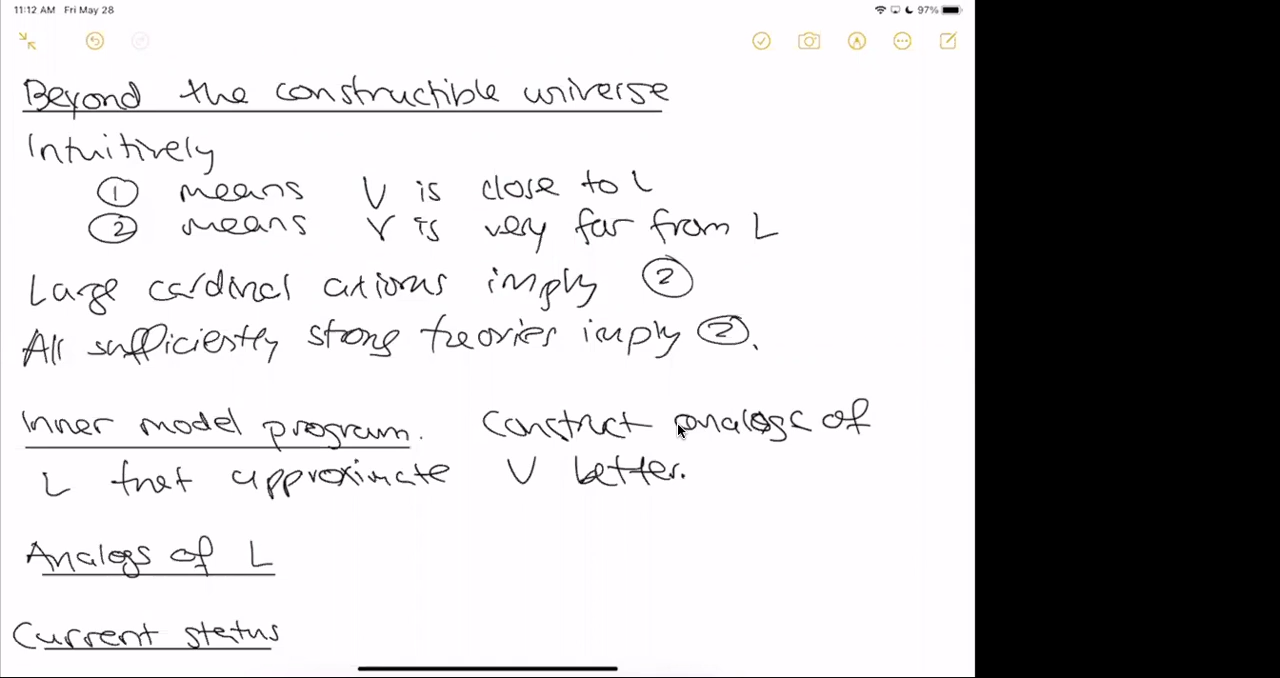 11:12 AM Fri May 28
97%
Beyond the constructible universe
Intuitively
① means V is close to L
② means V is very far from L
Large cardinal axioms imply ②
All sufficiently strong theories imply ②.
Inner model program. Construct analogs of
L that approximate V better.
Analogs of L
Current status